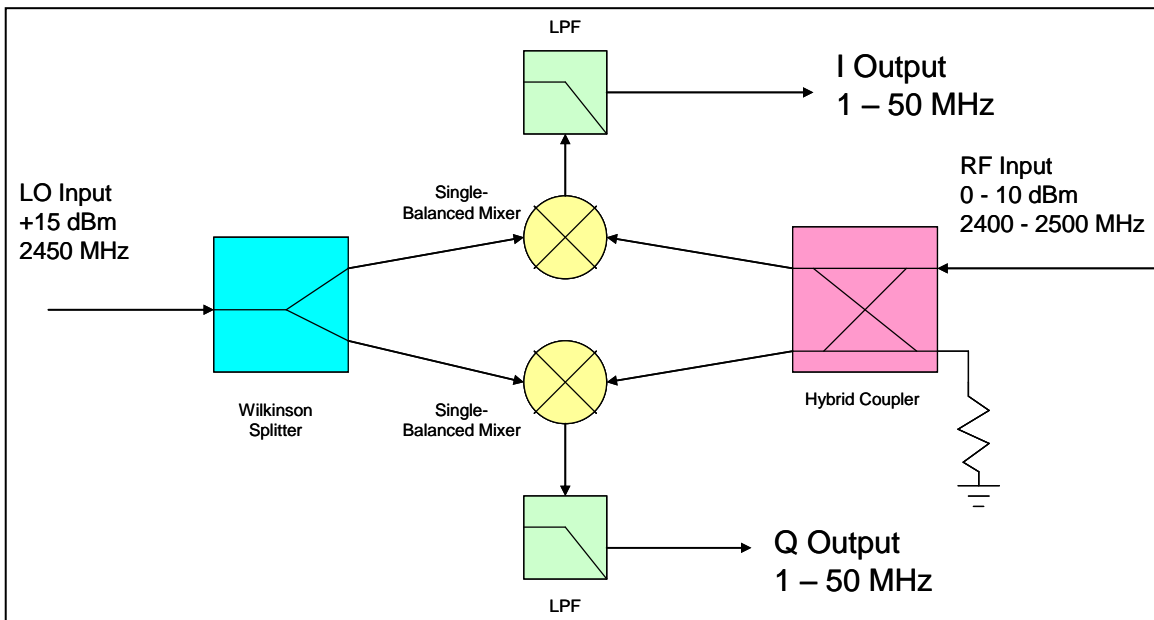 LPF
I Output
1 – 50 MHz
LO Input
+15 dBm
2450 MHz
Single-
Balanced Mixer
RF Input
0 - 10 dBm
2400 - 2500 MHz
Wilkinson
Splitter
Single-
Balanced Mixer
Hybrid Coupler
Q Output
1 – 50 MHz
LPF